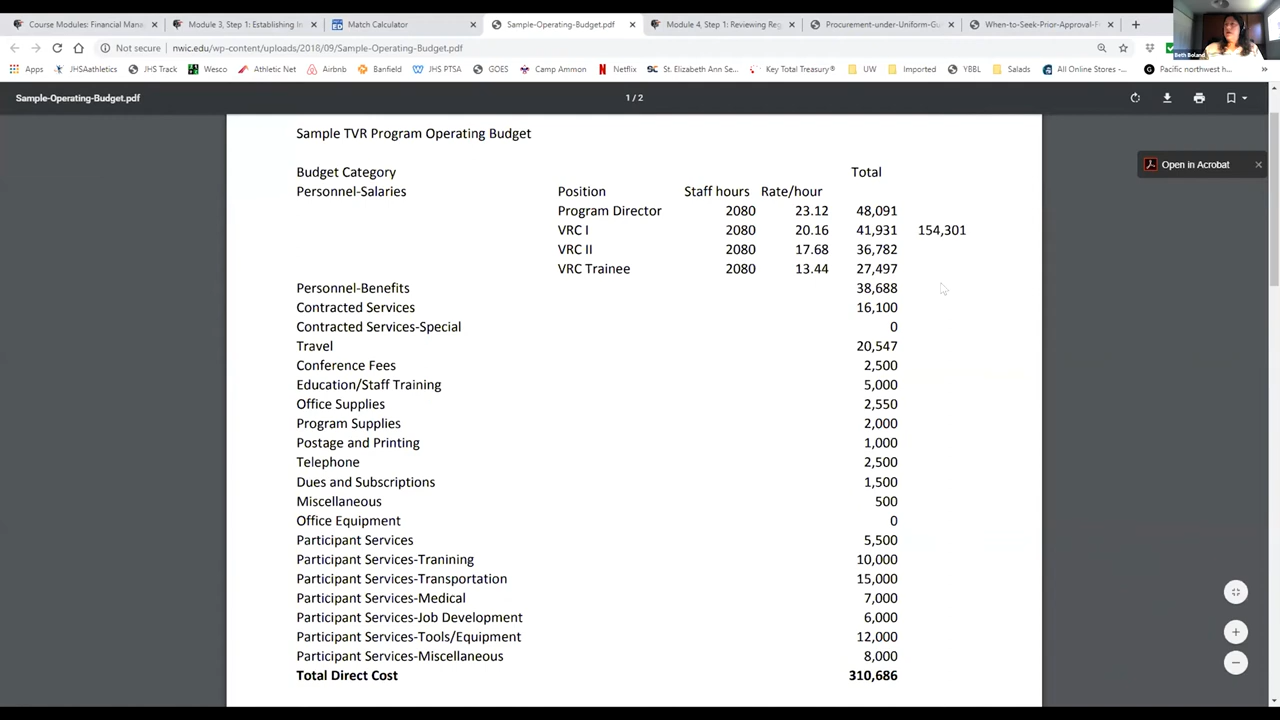 Course Modules: Financial Mana
Module 3, Step 1: Establishing In
Match Calculator
Sample-Operating-Budget.pdf
Module 4, Step 1: Reviewing Reg
Procurement-under-Uniform-Gu
When-to-Seek-Prior-Approval-F
Not secure
nwic.edu/wp-content/uploads/2018/09/Sample-Operating-Budget.pdf
Beth Boland
Apps JHSAathletics JHS Track Wesco Athletic Net Airbnb Banfield JHS PTSA GOES Camp Ammon Netflix St. Elizabeth Ann Se... Key Total Treasury® UW Imported YBBL Salads All Online Stores -... Pacific northwest h... »
Sample-Operating-Budget.pdf 1 / 2
Open in Acrobat
Sample TVR Program Operating Budget
Budget Category Total
Personnel-Salaries Position Staff hours Rate/hour
Program Director 2080 23.12 48,091
VRC I 2080 20.16 41,931 154,301
VRC II 2080 17.68 36,782
VRC Trainee 2080 13.44 27,497
Personnel-Benefits 38,688
Contracted Services 16,100
Contracted Services-Special 0
Travel 20,547
Conference Fees 2,500
Education/Staff Training 5,000
Office Supplies 2,550
Program Supplies 2,000
Postage and Printing 1,000
Telephone 2,500
Dues and Subscriptions 1,500
Miscellaneous 500
Office Equipment 0
Participant Services 5,500
Participant Services-Tranining 10,000
Participant Services-Transportation 15,000
Participant Services-Medical 7,000
Participant Services-Job Development 6,000
Participant Services-Tools/Equipment 12,000
Participant Services-Miscellaneous 8,000
Total Direct Cost 310,686